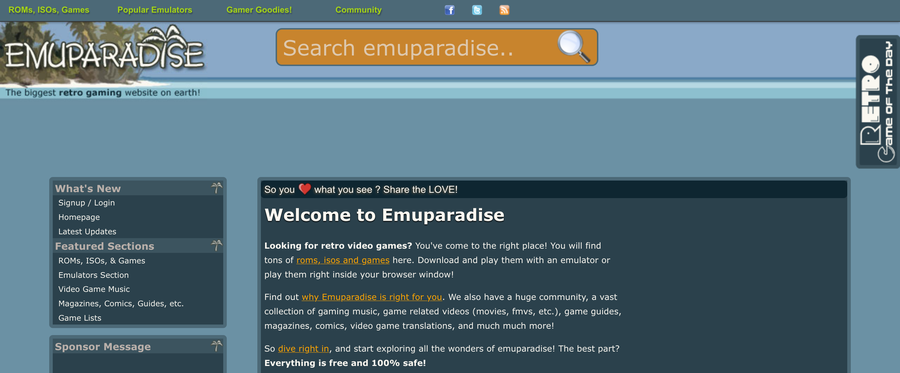 ROMs, ISOs, Games
Popular Emulators
Gamer Goodies!
Community
EMUPARADISE
Search emuparadise..
The biggest retro gaming website on earth!
RETRO
Game OF THE DAY
What's New
Signup / Login
Homepage
Latest Updates
Featured Sections
ROMs, ISOs, & Games
Emulators Section
Video Game Music
Magazines, Comics, Guides, etc.
Game Lists
Sponsor Message
So you ❤ what you see ? Share the LOVE!
Welcome to Emuparadise
Looking for retro video games? You've come to the right place! You will find
tons of roms, isos and games here. Download and play them with an emulator or
play them right inside your browser window!
Find out why Emuparadise is right for you. We also have a huge community, a vast
collection of gaming music, game related videos (movies, fmvs, etc.), game guides,
magazines, comics, video game translations, and much much more!
So dive right in, and start exploring all the wonders of emuparadise! The best part?
Everything is free and 100% safe!